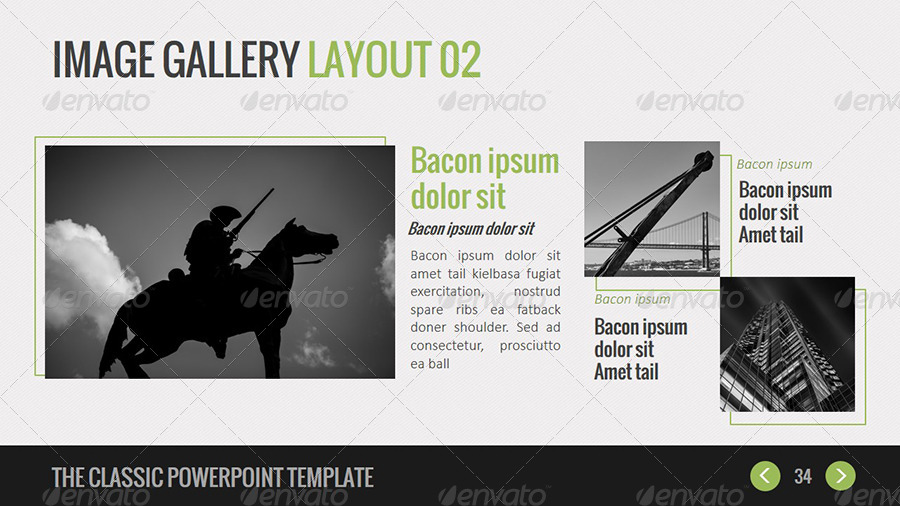 IMAGE GALLERY LAYOUT 02
Bacon ipsum
dolor sit
Bacon ipsum dolor sit
Bacon ipsum dolor sit
amet tail kielbasa fugiat
exercitation, nostrud
spare ribs ea fatback
doner shoulder. Sed ad
consectetur, prosciutto
ea ball
Bacon ipsum
Bacon ipsum
dolor sit
Amet tail
Bacon ipsum
Bacon ipsum
dolor sit
Amet tail
THE CLASSIC POWERPOINT TEMPLATE
34
envato